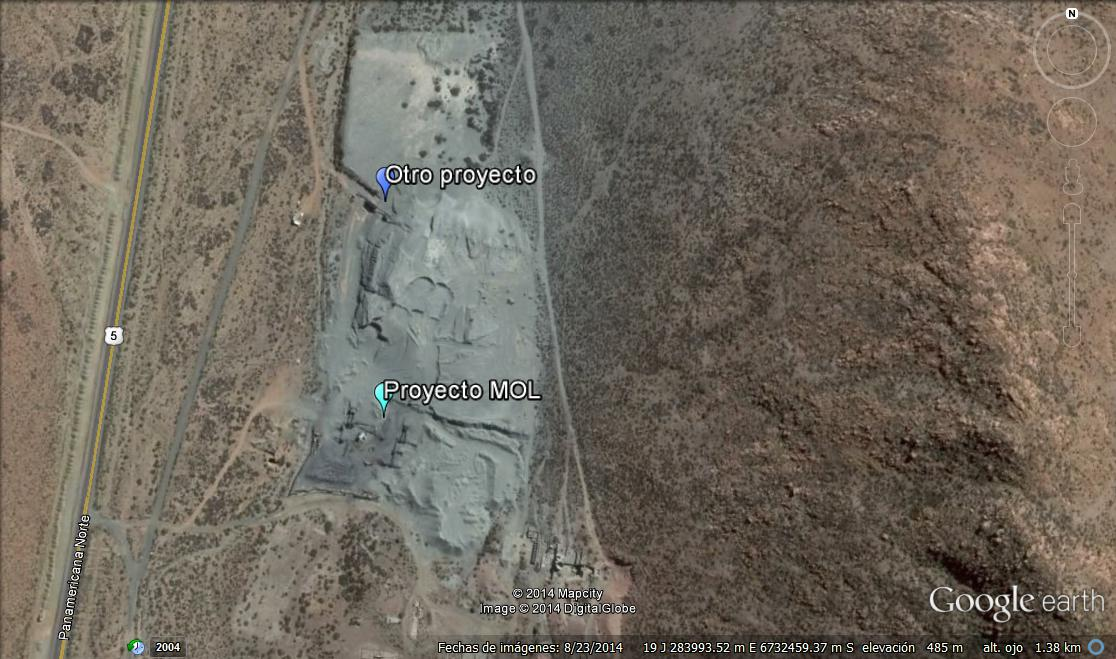 N
Otro proyecto
5
Proyecto MOL
Panamericana Norte
© 2014 Mapcity
Image © 2014 DigitalGlobe
Google earth
2004
Fechas de imágenes: 8/23/2014 19 J 283993.52 m E 6732459.37 m S elevación 485 m alt. ojo 1.38 km